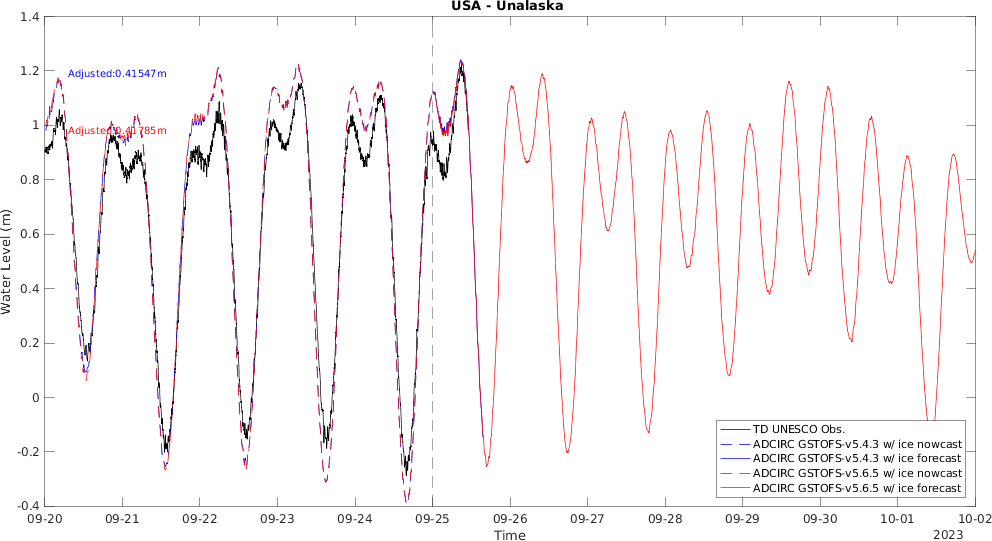 USA - Unalaska
1.4
1.2
1
0.8
0.6
0.4
0.2
0
-0.2
-0.4
Water Level (m)
Adjusted:0.41547m
Adjusted:0.41785m
TD UNESCO Obs.
ADCIRC GSTOFS-v5.4.3 w/ ice nowcast
ADCIRC GSTOFS-v5.4.3 w/ ice forecast
ADCIRC GSTOFS-v5.6.5 w/ ice nowcast
ADCIRC GSTOFS-v5.6.5 w/ ice forecast
09-20 09-21 09-22 09-23 09-24 09-25 09-26 09-27 09-28 09-29 09-30 10-01 10-02
Time
2023